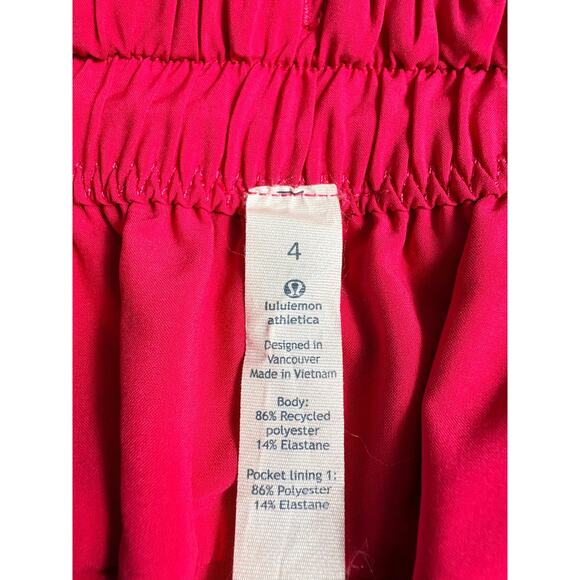 4
lululemon
athletica
Designed in
Vancouver
Made in Vietnam
Body:
86% Recycled
polyester
14% Elastane
Pocket lining 1:
86% Polyester
14% Elastane